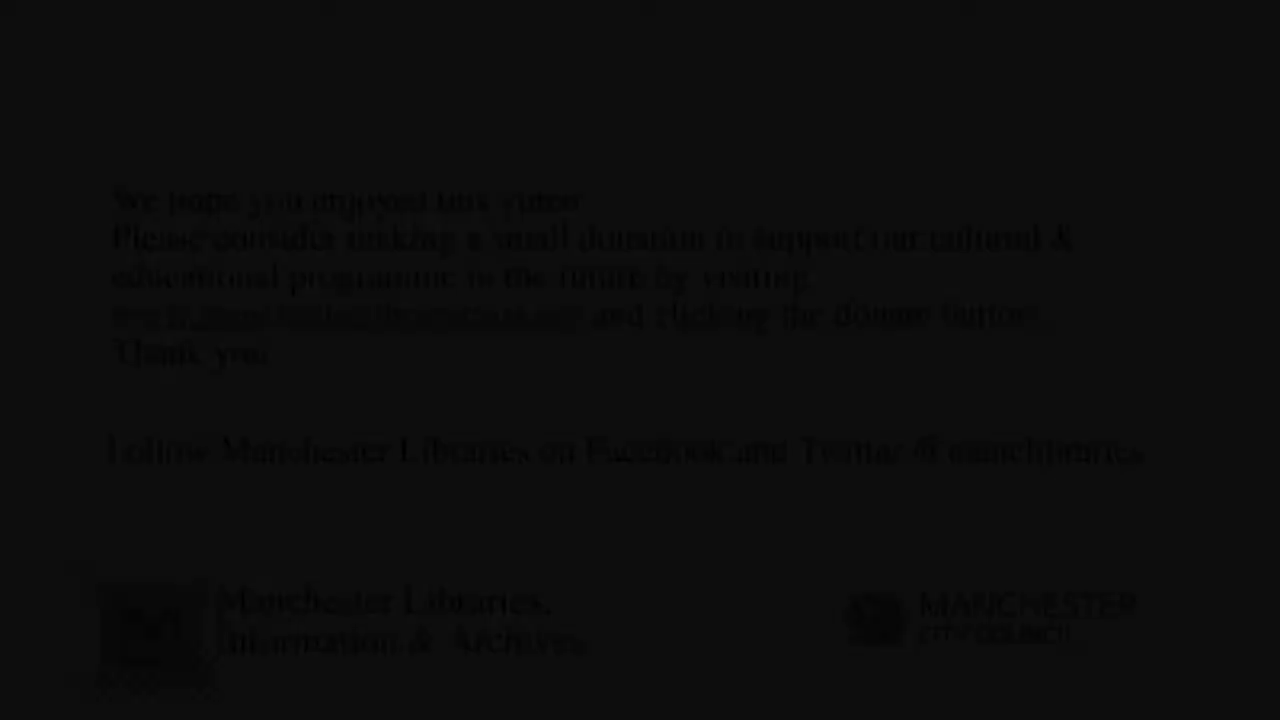 We hope you enjoyed this video
Please consider making a small donation to support our cultural &
educational programme in the future by visiting
and clicking the donate button
Thank you
Follow Manchester Libraries on Facebook and Twitter @manclibraries
Manchester Libraries,
Information & Archives
MANCHESTER
CITY COUNCIL